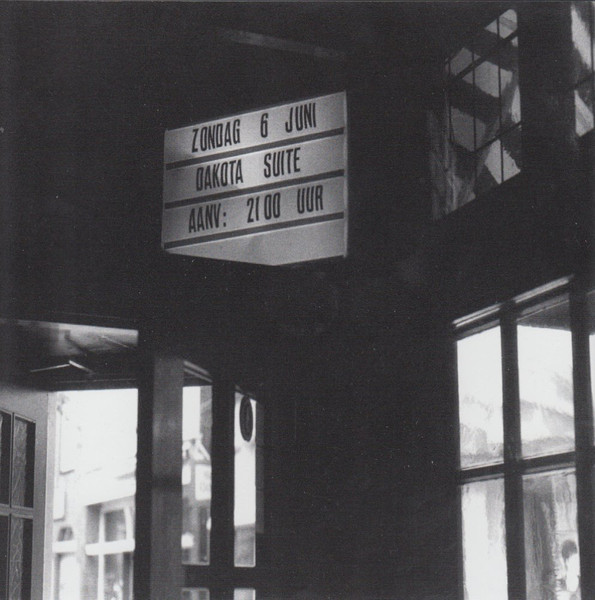 ZONDAG 6 JUNI
DAKOTA SUITE
AANV: 21 00 UUR